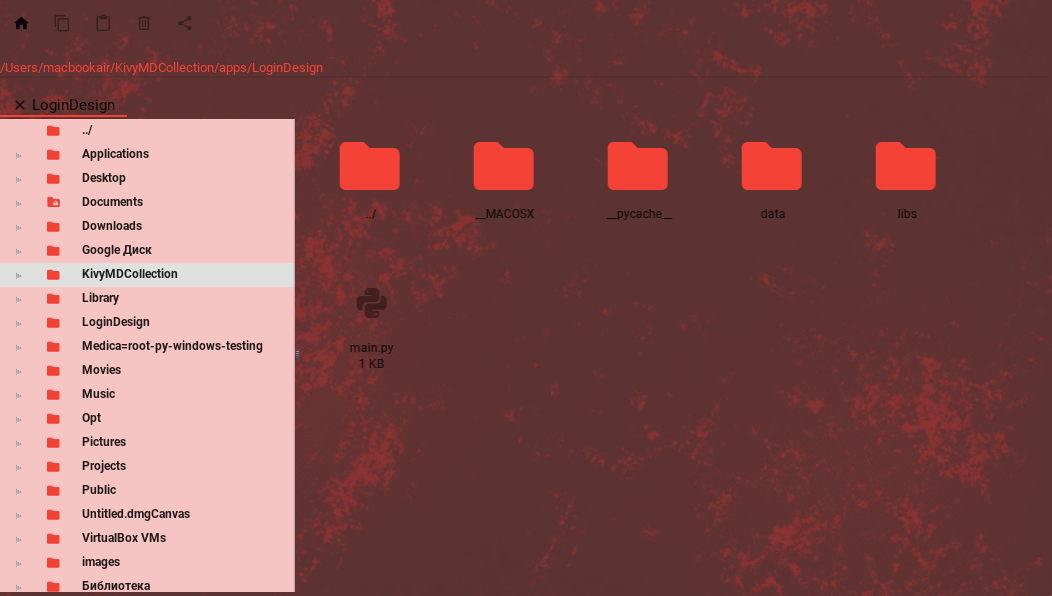 /Users/macbookair/KivyMDCollection/apps/LoginDesign
LoginDesign
../
Applications
Desktop
Documents
Downloads
Google Диск
KivyMDCollection
Library
LoginDesign
Medica=root-py-windows-testing
Movies
Music
Opt
Pictures
Projects
Public
Untitled.dmgCanvas
VirtualBox VMs
images
Библиотека
../ __MACOSX __pycache__ data libs
main.py
1 KB